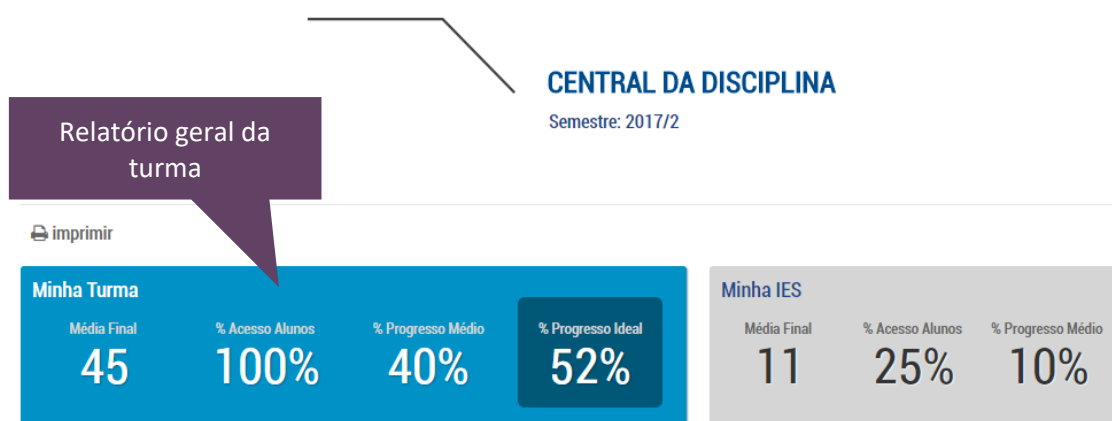 CENTRAL DA DISCIPLINA
Semestre: 2017/2
Relatório geral da
turma
imprimir
Minha Turma
Média Final
% Acesso Alunos
% Progresso Médio
% Progresso Ideal
45
100%
40%
52%
Minha IES
Média Final
% Acesso Alunos
% Progresso Médio
11
25%
10%